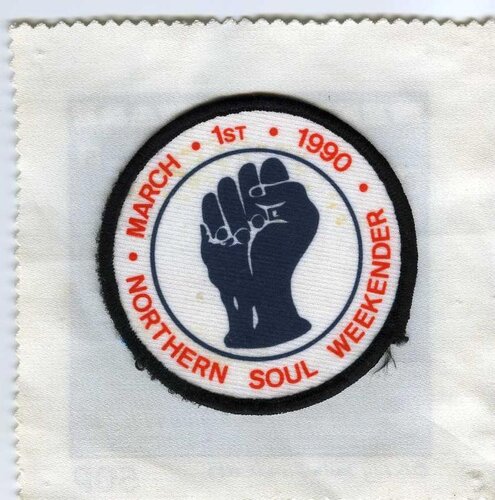 • MARCH • 1ST • 1990 •
NORTHERN SOUL WEEKENDER